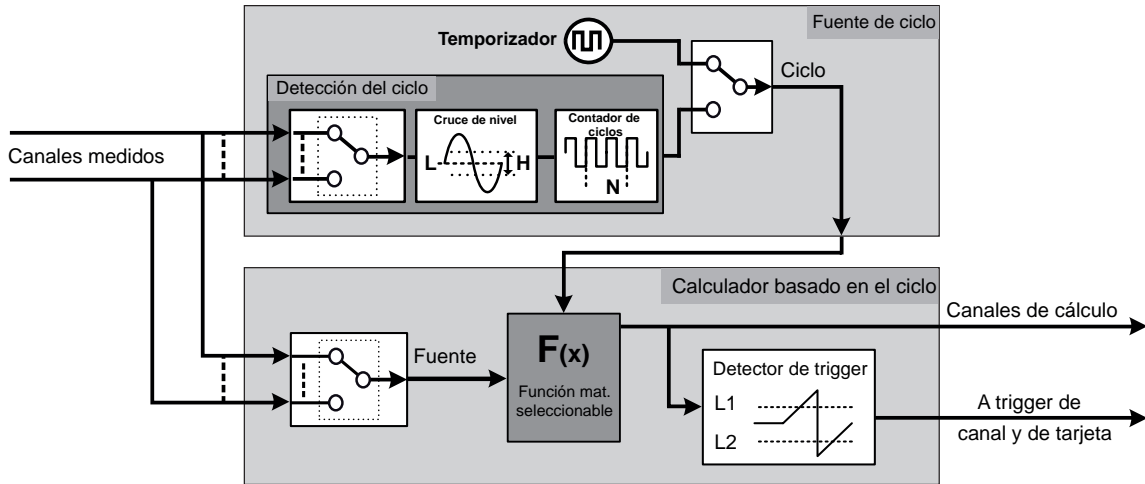 Fuente de ciclo
Temporizador
Ciclo
Detección del ciclo
Cruce de nivel
L
H
Contador de
ciclos
N
Canales medidos
Calculador basado en el ciclo
Canales de cálculo
F(x)
Fuente
Función mat.
seleccionable
Detector de trigger
L1
L2
A trigger de
canal y de tarjeta